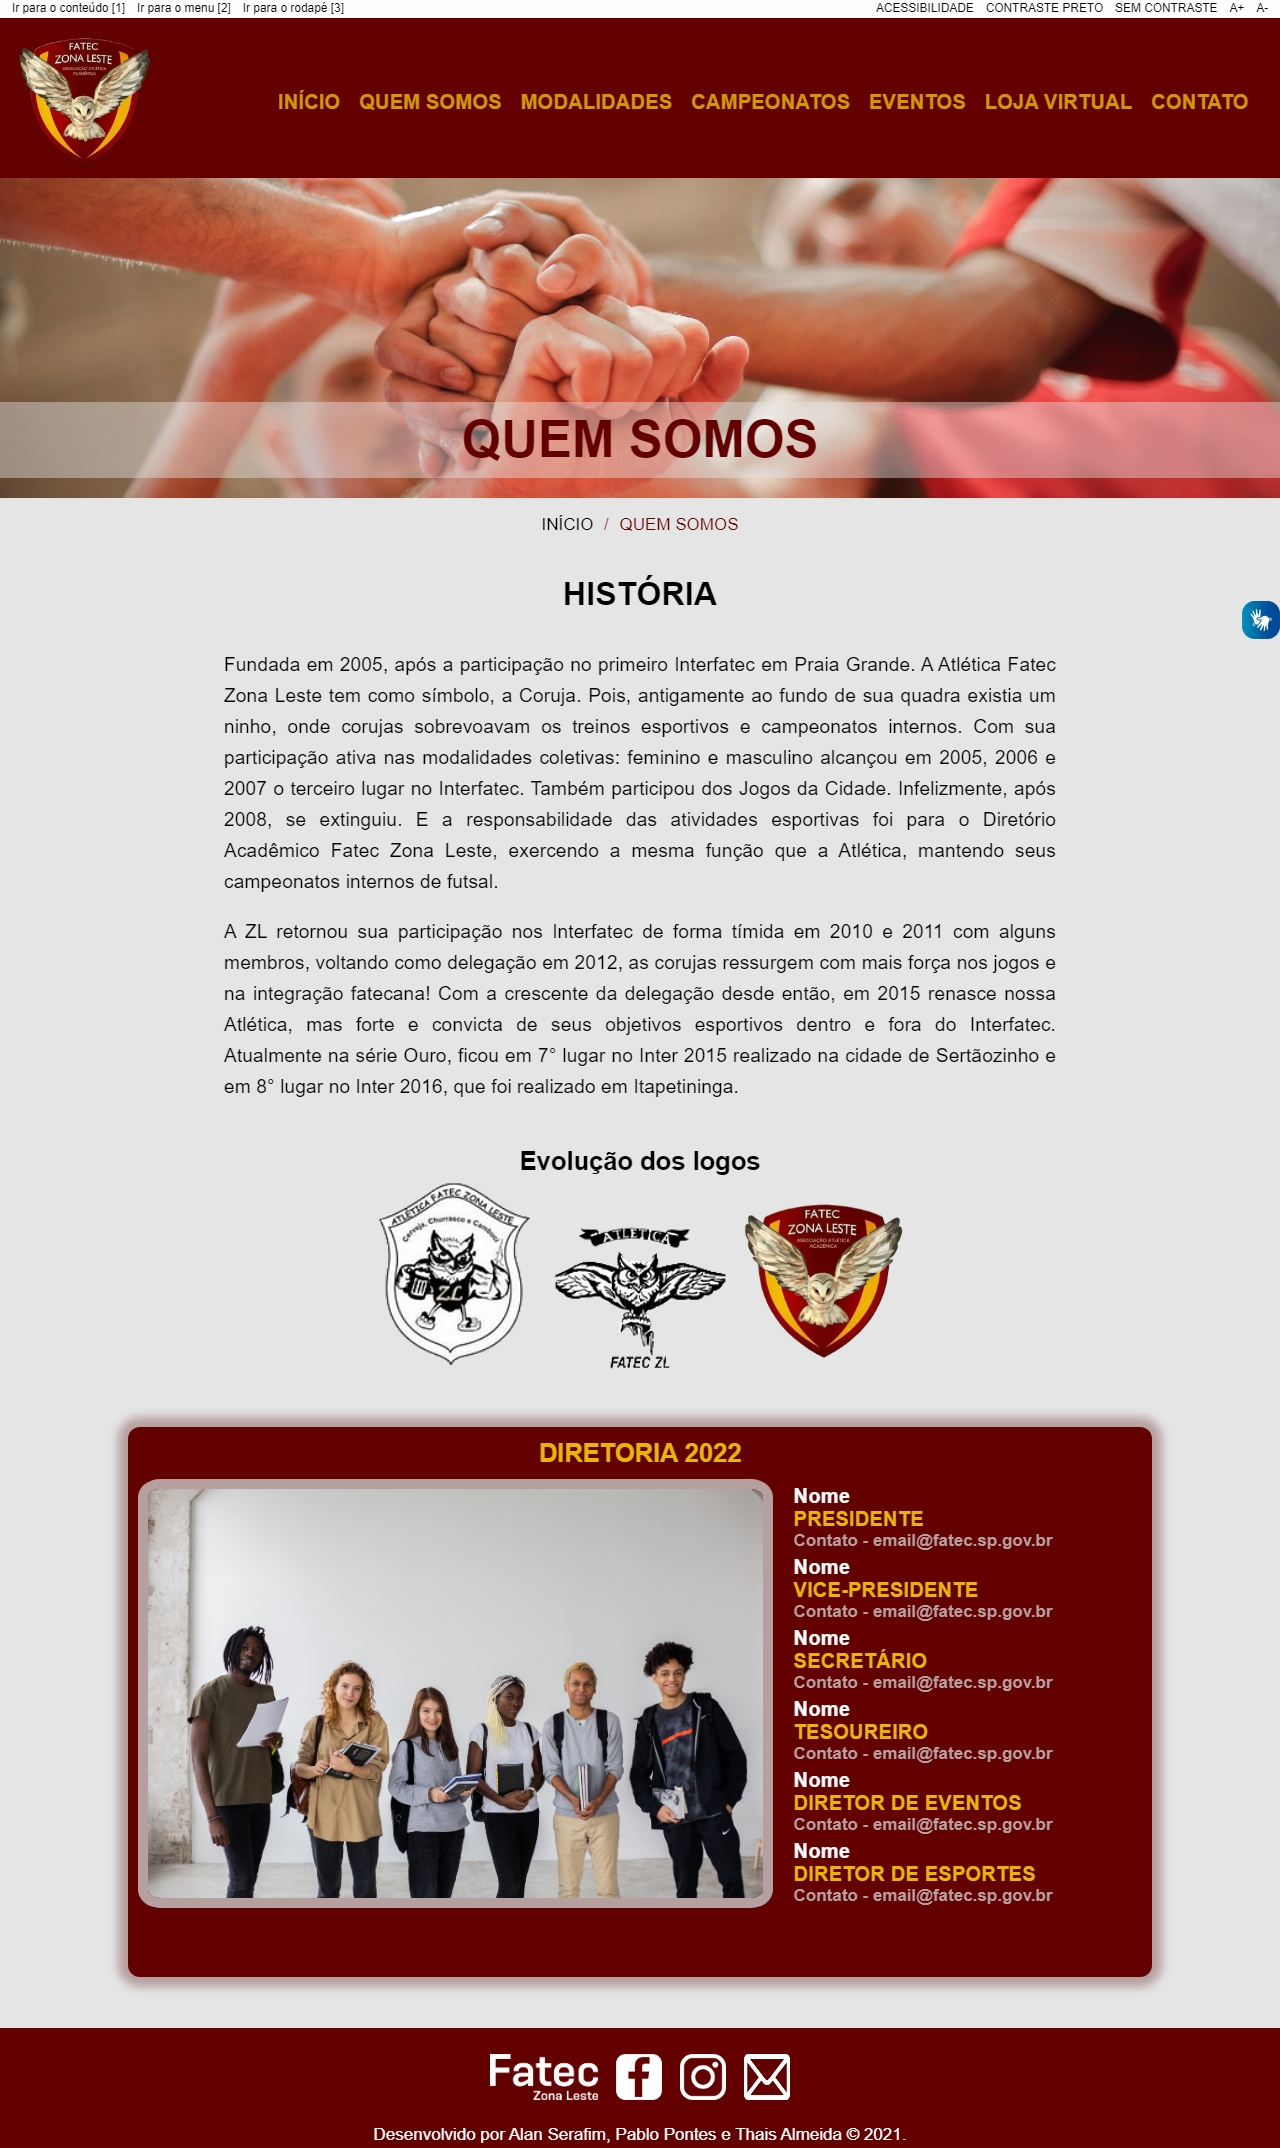 Ir para o conteúdo [1] Ir para o menu [2] Ir para o rodapé [3] ACESSIBILIDADE CONTRASTE PRETO SEM CONTRASTE A+ A-
FATEC
ZONA LESTE
ASSOCIAÇÃO ATLÉTICA
ACADÊMICA
INÍCIO QUEM SOMOS MODALIDADES CAMPEONATOS EVENTOS LOJA VIRTUAL CONTATO
QUEM SOMOS
INÍCIO / QUEM SOMOS
HISTÓRIA
Fundada em 2005, após a participação no primeiro Interfatec em Praia Grande. A Atlética Fatec
Zona Leste tem como símbolo, a Coruja. Pois, antigamente ao fundo de sua quadra existia um
ninho, onde corujas sobrevoavam os treinos esportivos e campeonatos internos. Com sua
participação ativa nas modalidades coletivas: feminino e masculino alcançou em 2005, 2006 e
2007 o terceiro lugar no Interfatec. Também participou dos Jogos da Cidade. Infelizmente, após
2008, se extinguiu. E a responsabilidade das atividades esportivas foi para o Diretório
Acadêmico Fatec Zona Leste, exercendo a mesma função que a Atlética, mantendo seus
campeonatos internos de futsal.
A ZL retornou sua participação nos Interfatec de forma tímida em 2010 e 2011 com alguns
membros, voltando como delegação em 2012, as corujas ressurgem com mais força nos jogos e
na integração fatecana! Com a crescente da delegação desde então, em 2015 renasce nossa
Atlética, mas forte e convicta de seus objetivos esportivos dentro e fora do Interfatec.
Atualmente na série Ouro, ficou em 7° lugar no Inter 2015 realizado na cidade de Sertãozinho e
em 8° lugar no Inter 2016, que foi realizado em Itapetininga.
Evolução dos logos
ATLÉTICA FATEC ZONA LESTE
Cerveja, Churrasco e Cambuci
ZL
ATLÉTICA
FATEC ZL
FATEC
ZONA LESTE
ASSOCIAÇÃO ATLÉTICA
ACADÊMICA
DIRETORIA 2022
Nome
PRESIDENTE
Contato - email@fatec.sp.gov.br
Nome
VICE-PRESIDENTE
Contato - email@fatec.sp.gov.br
Nome
SECRETÁRIO
Contato - email@fatec.sp.gov.br
Nome
TESOUREIRO
Contato - email@fatec.sp.gov.br
Nome
DIRETOR DE EVENTOS
Contato - email@fatec.sp.gov.br
Nome
DIRETOR DE ESPORTES
Contato - email@fatec.sp.gov.br
Fatec
Zona Leste
Desenvolvido por Alan Serafim, Pablo Pontes e Thais Almeida © 2021.